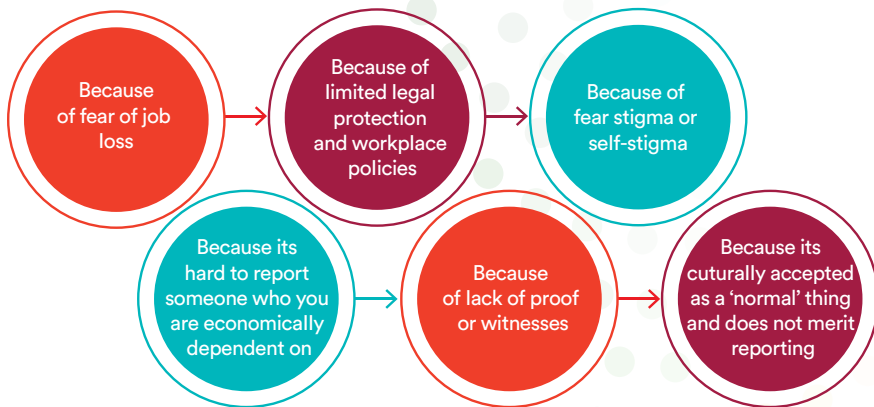 Because
of fear of job
loss
Because of
limited legal
protection
and workplace
policies
Because of
fear stigma or
self-stigma
Because its
hard to report
someone who you
are economically
dependent on
Because
of lack of proof
or witnesses
Because its
cuturally accepted
as a ‘normal’ thing
and does not merit
reporting